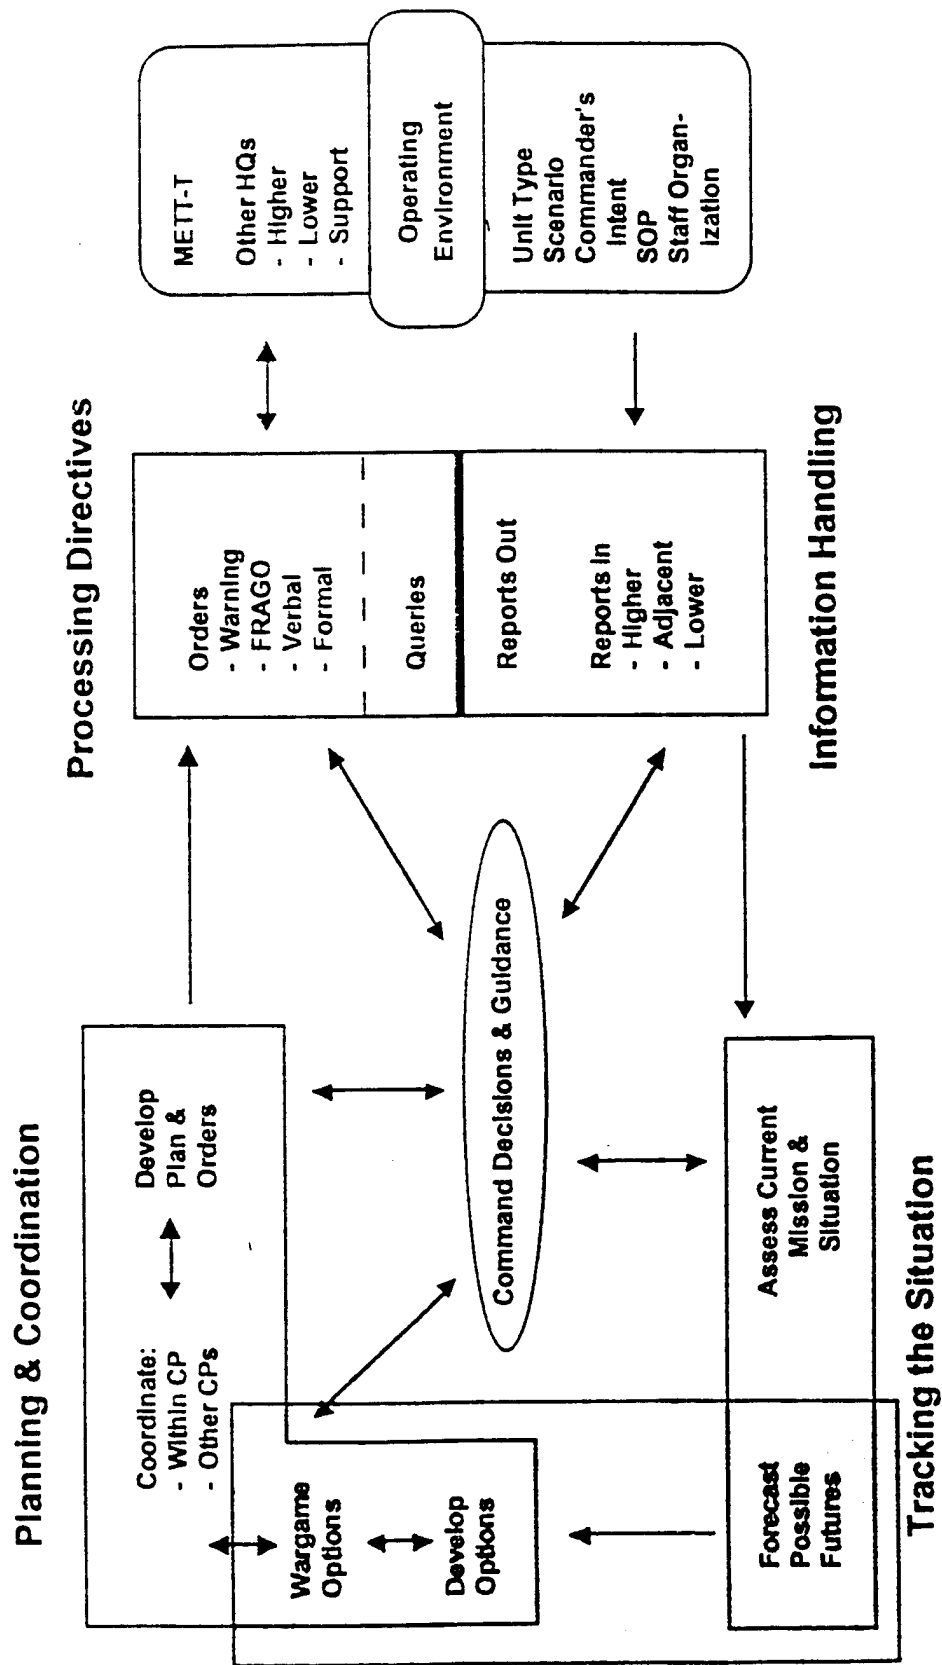 Planning & Coordination
Processing Directives
Coordinate:
- Within CP
- Other CPs
Develop
Plan &
Orders
Wargame
Options
Develop
Options
Orders
- Warning
- FRAGO
- Verbal
- Formal
Queries
Reports Out
Reports In
- Higher
- Adjacent
- Lower
METT-T
Other HQs
- Higher
- Lower
- Support
Operating
Environment
Unit Type
Scenario
Commander's
Intent
SOP
Staff Organ-
ization
Command Decisions & Guidance
Forecast
Possible
Futures
Assess Current
Mission &
Situation
Tracking the Situation
Information Handling